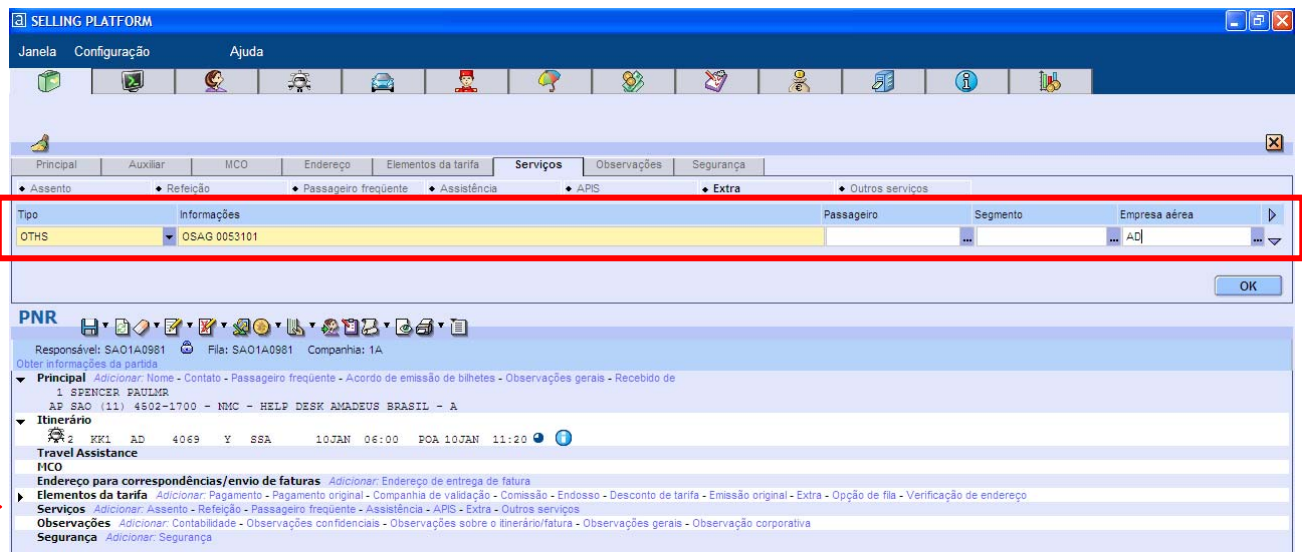 a SELLING PLATFORM
Janela Configuração Ajuda
Principal Auxiliar MCO Endereço Elementos da tarifa Serviços Observações Segurança
Assento Refeição Passageiro freqüente Assistência APIS Extra Outros serviços
Tipo Informações Passageiro Segmento Empresa aérea
OTHS OSAG 0053101 ... ... AD ...
OK
PNR
Responsável: SAO1A0981 Fila: SAO1A0981 Companhia: 1A
Obter informações da partida
Principal Adicionar: Nome - Contato - Passageiro freqüente - Acordo de emissão de bilhetes - Observações gerais - Recebido de
1 SPENCER PAULMR
AP SAO (11) 4502-1700 - NMC - HELP DESK AMADEUS BRASIL - A
Itinerário
2 KK1 AD 4069 Y SSA 10JAN 06:00 POA 10JAN 11:20
Travel Assistance
MCO
Endereço para correspondências/envio de faturas Adicionar: Endereço de entrega de fatura
Elementos da tarifa Adicionar: Pagamento - Pagamento original - Companhia de validação - Comissão - Endosso - Desconto de tarifa - Emissão original - Extra - Opção de fila - Verificação de endereço
Serviços Adicionar: Assento - Refeição - Passageiro freqüente - Assistência - APIS - Extra - Outros serviços
Observações Adicionar: Contabilidade - Observações confidenciais - Observações sobre o itinerário/fatura - Observações gerais - Observação corporativa
Segurança Adicionar: Segurança